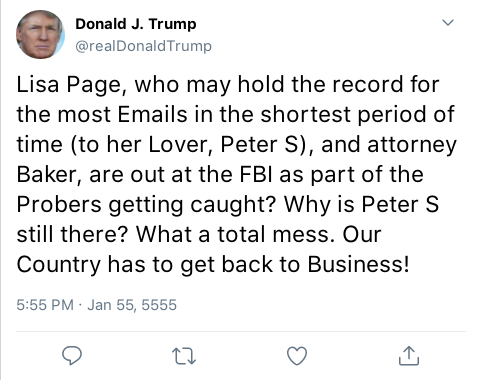 Donald J. Trump
@realDonaldTrump
Lisa Page, who may hold the record for
the most Emails in the shortest period of
time (to her Lover, Peter S), and attorney
Baker, are out at the FBI as part of the
Probers getting caught? Why is Peter S
still there? What a total mess. Our
Country has to get back to Business!
5:55 PM · Jan 55, 5555